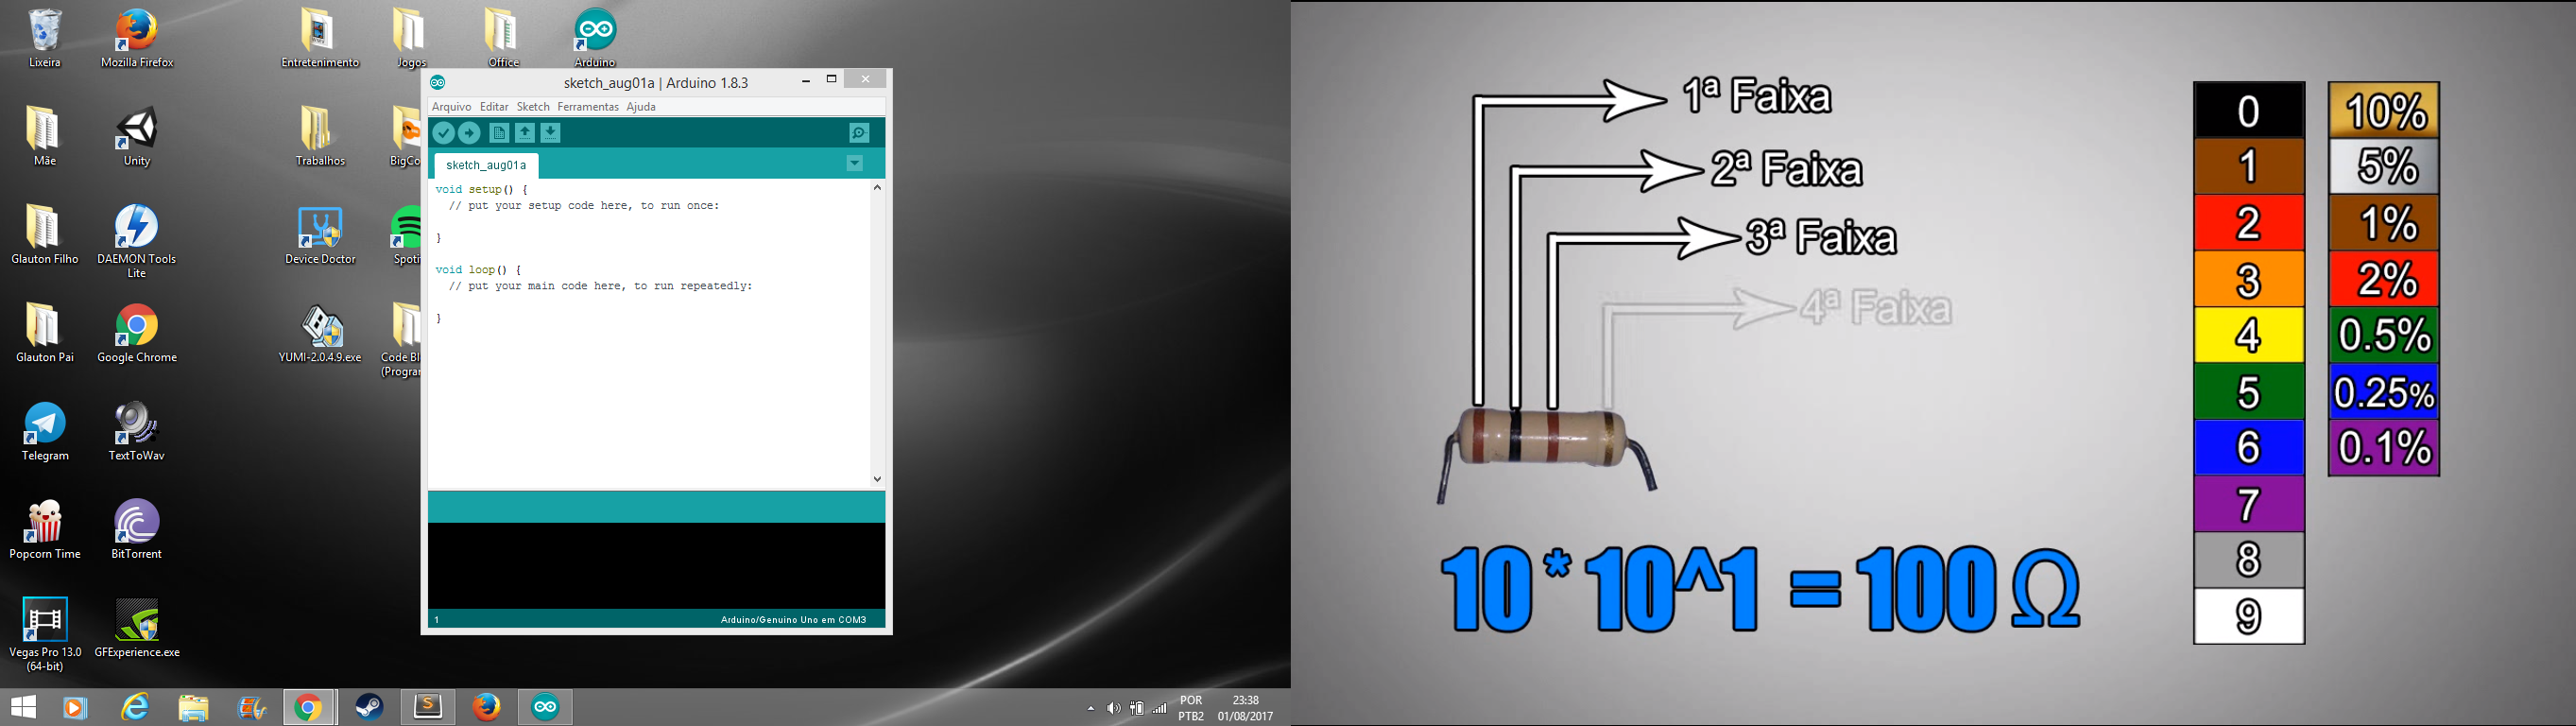 Lixeira
Mozilla Firefox
Entretenimento
Jogos
Office
Arduino
Mãe
Unity
Trabalhos
Glauton Filho
DAEMON Tools
Lite
Device Doctor
Glauton Pai
Google Chrome
YUMI-2.0.4.9.exe
Telegram
TextToWav
Popcorn Time
BitTorrent
Vegas Pro 13.0
(64-bit)
GFExperience.exe
sketch_aug01a | Arduino 1.8.3
Arquivo Editar Sketch Ferramentas Ajuda
sketch_aug01a
void setup() {
// put your setup code here, to run once:
}
void loop() {
// put your main code here, to run repeatedly:
}
1
Arduino/Genuino Uno em COM3
POR
PTB2
23:38
01/08/2017
1ª Faixa
2ª Faixa
3ª Faixa
4ª Faixa
10 * 10^1 = 100 Ω
0
1
2
3
4
5
6
7
8
9
10%
5%
1%
2%
0.5%
0.25%
0.1%